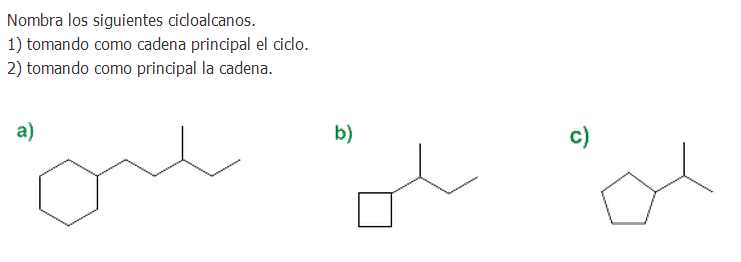 Nombra los siguientes cicloalcanos.
1) tomando como cadena principal el ciclo.
2) tomando como principal la cadena.
a)
b)
c)